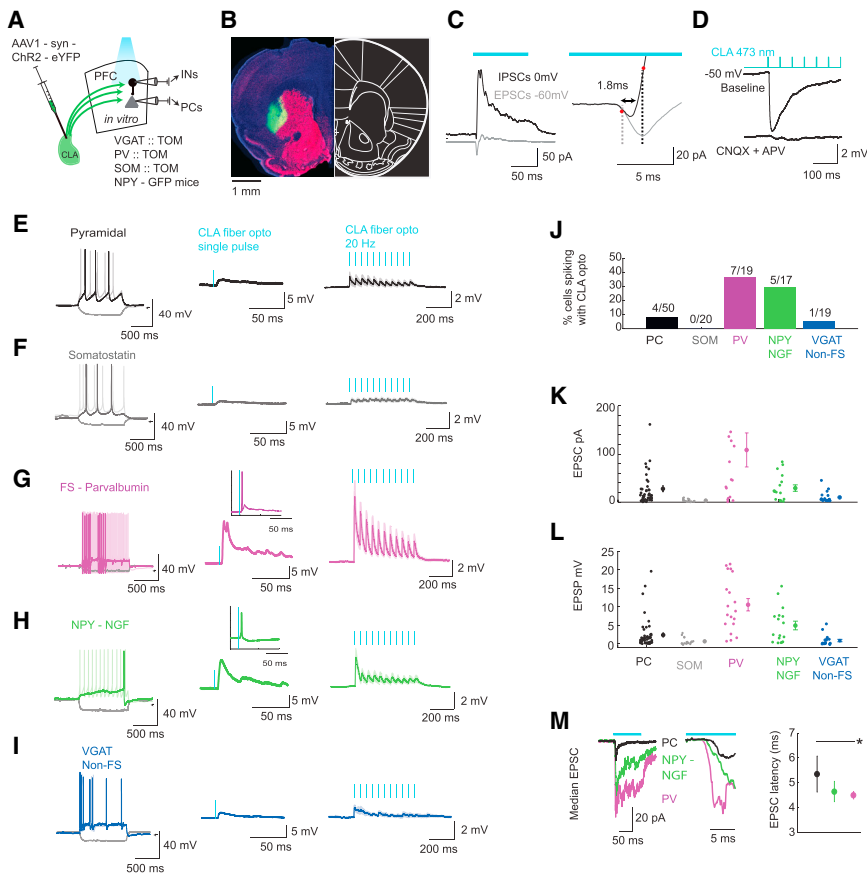 A
AAV1 - syn -
ChR2 - eYFP
PFC
INs
PCs
in vitro
CLA
VGAT :: TOM
PV :: TOM
SOM :: TOM
NPY - GFP mice
B
1 mm
C
IPSCs 0mV
EPSCs -60mV
50 pA
50 ms
1.8ms
20 pA
5 ms
D
CLA 473 nm
-50 mV
Baseline
CNQX + APV
2 mV
100 ms
E
Pyramidal
40 mV
500 ms
CLA fiber opto
single pulse
5 mV
50 ms
CLA fiber opto
20 Hz
2 mV
200 ms
F
Somatostatin
40 mV
500 ms
5 mV
50 ms
2 mV
200 ms
G
FS - Parvalbumin
40 mV
500 ms
50 ms
5 mV
50 ms
2 mV
200 ms
H
NPY - NGF
40 mV
500 ms
50 ms
5 mV
50 ms
2 mV
200 ms
I
VGAT
Non-FS
40 mV
500 ms
5 mV
50 ms
2 mV
200 ms
J
% cells spiking
with CLA opto
50
40
30
20
10
0
4/50
0/20
7/19
5/17
1/19
PC
SOM
PV
NPY
NGF
VGAT
Non-FS
K
EPSC pA
200
100
0
L
EPSP mV
25
20
15
10
5
0
PC
SOM
PV
NPY
NGF
VGAT
Non-FS
M
Median EPSC
PC
NPY -
NGF
PV
20 pA
50 ms
5 ms
EPSC latency (ms)
7
6
5
4
3
*